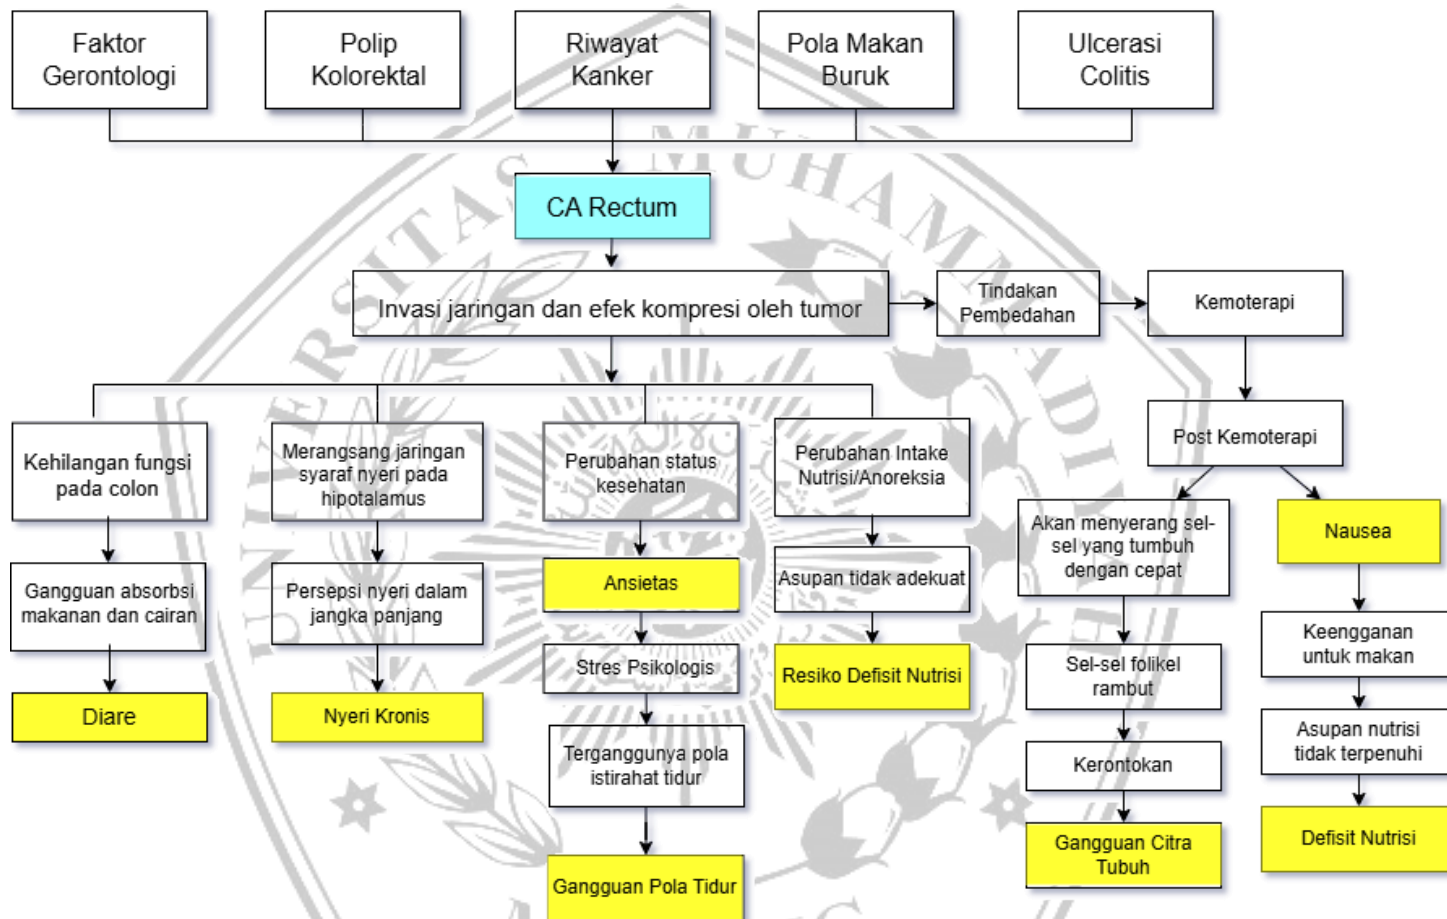 Faktor
Gerontologi
Polip
Kolorektal
Riwayat
Kanker
Pola Makan
Buruk
Ulcerasi
Colitis
UNIVERSITAS MUHAMMADIYAH
CA Rectum
Invasi jaringan dan efek kompresi oleh tumor
Tindakan
Pembedahan
Kemoterapi
Kehilangan fungsi
pada colon
Merangsang jaringan
syaraf nyeri pada
hipotalamus
Perubahan status
kesehatan
Perubahan Intake
Nutrisi/Anoreksia
Post Kemoterapi
Gangguan absorbsi
makanan dan cairan
Persepsi nyeri dalam
jangka panjang
Ansietas
Asupan tidak adekuat
Akan menyerang sel-
sel yang tumbuh
dengan cepat
Nausea
Diare
Nyeri Kronis
Stres Psikologis
Resiko Defisit Nutrisi
Sel-sel folikel
rambut
Keengganan
untuk makan
Terganggunya pola
istirahat tidur
Kerontokan
Asupan nutrisi
tidak terpenuhi
Gangguan Pola Tidur
Gangguan Citra
Tubuh
Defisit Nutrisi